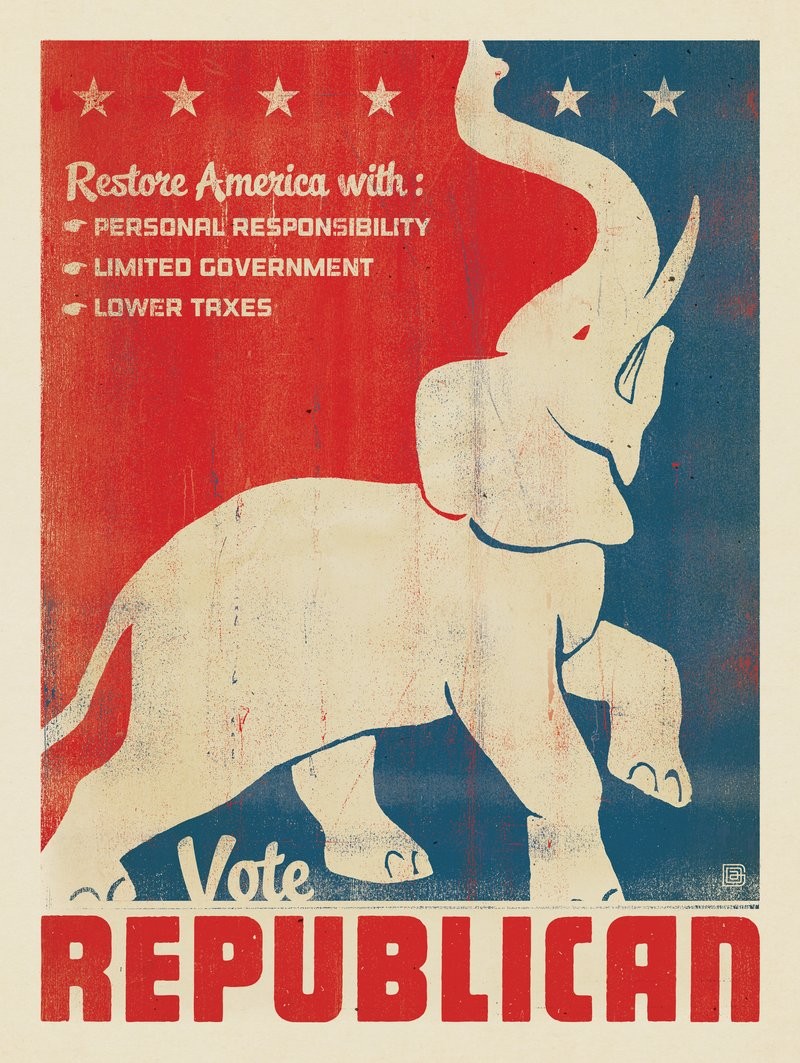 Restore America with:
PERSONAL RESPONSIBILITY
LIMITED GOVERNMENT
LOWER TAXES
Vote
REPUBLICAN